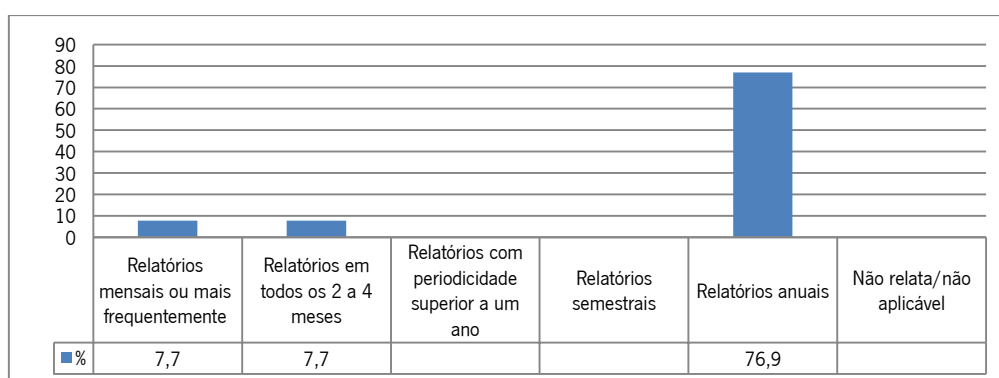 90
80
70
60
50
40
30
20
10
0
Relatórios
mensais ou mais
frequentemente
Relatórios em
todos os 2 a 4
meses
Relatórios com
periodicidade
superior a um
ano
Relatórios
semestrais
Relatórios anuais
Não relata/não
aplicável
% 7,7 7,7 76,9